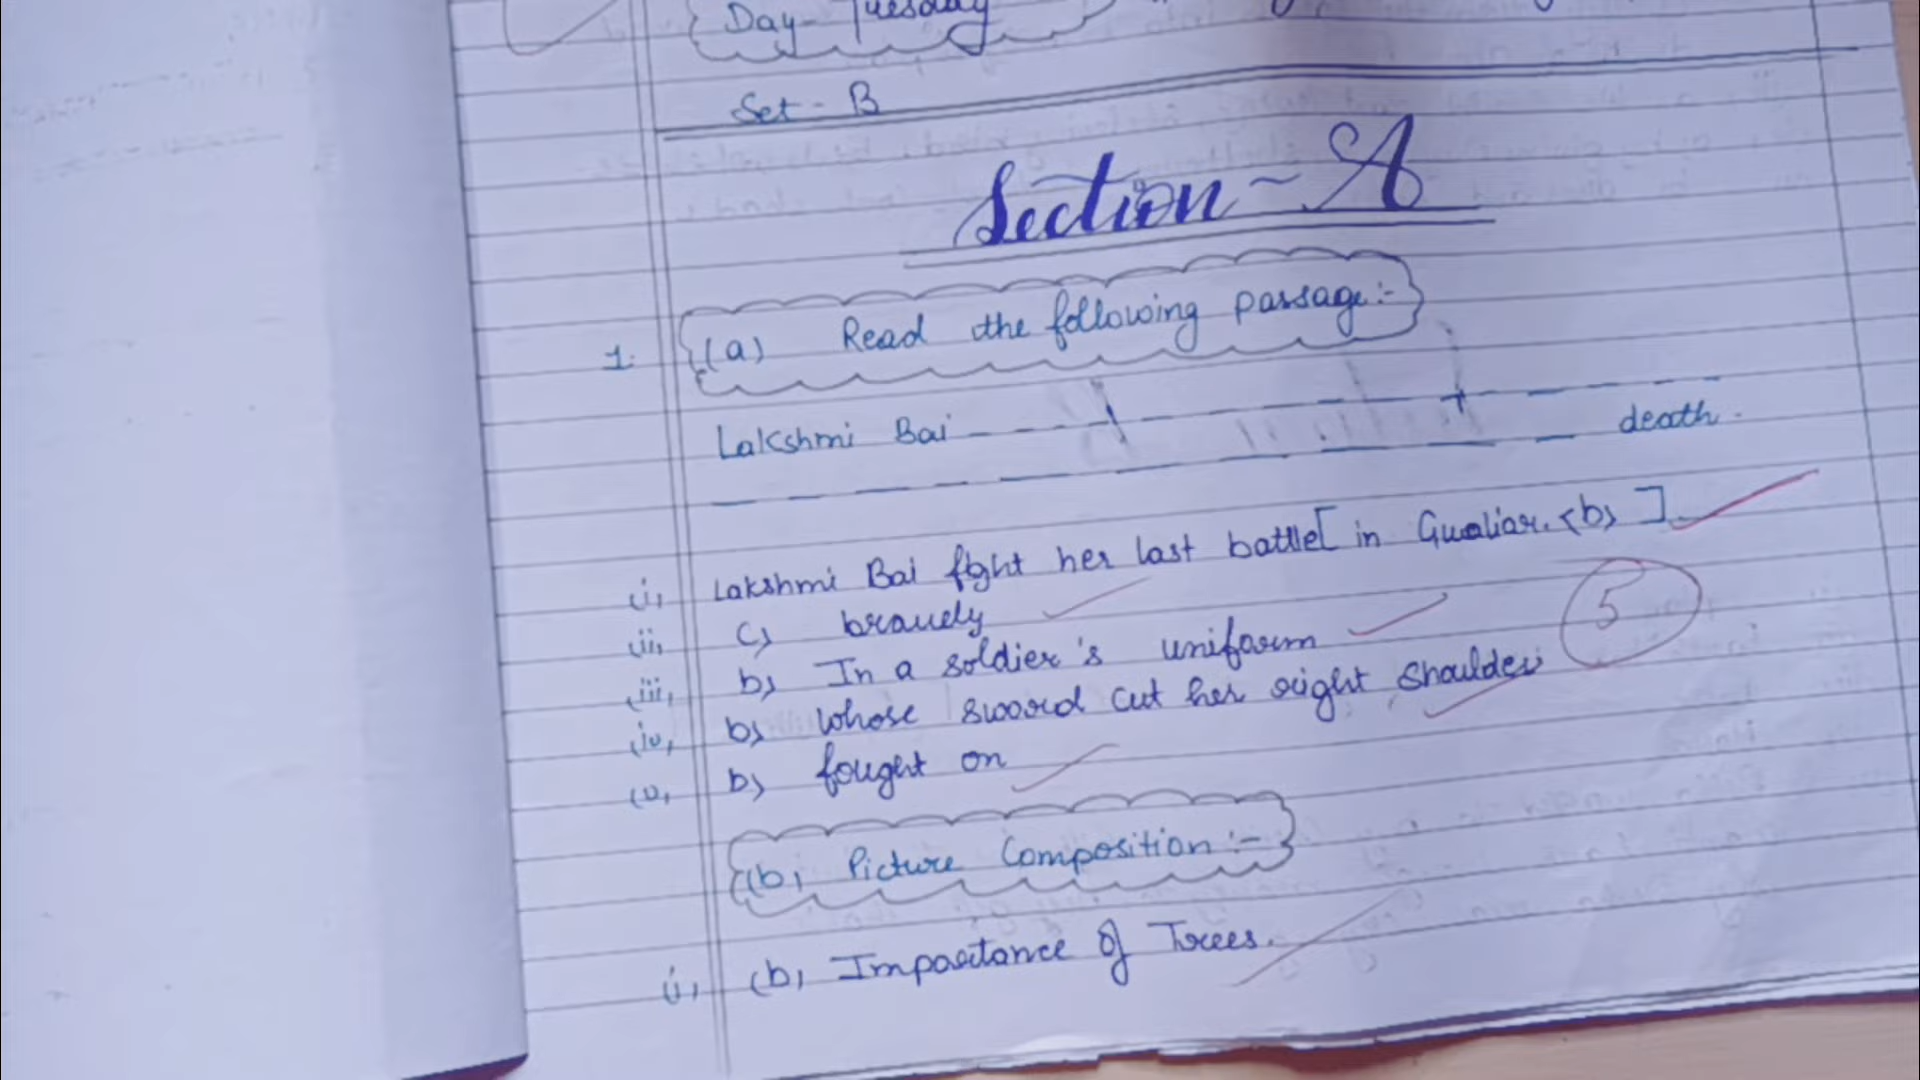 Day- Tuesday
Set - B
Section - A
1. (a) Read the following passage:-
Lakshmi Bai - - - - - - - - - - - -
- - - - - - - - - - - - death.
(i) Lakshmi Bai fight her last battle [ in Gwaliar. (b) ]
(ii) c) bravely
(iii) b) In a soldier's uniform
5
(iv) b) whose sword cut her right shoulder
(v) b) fought on
(b) Picture Composition :-
(i) (b) Importance of Trees.